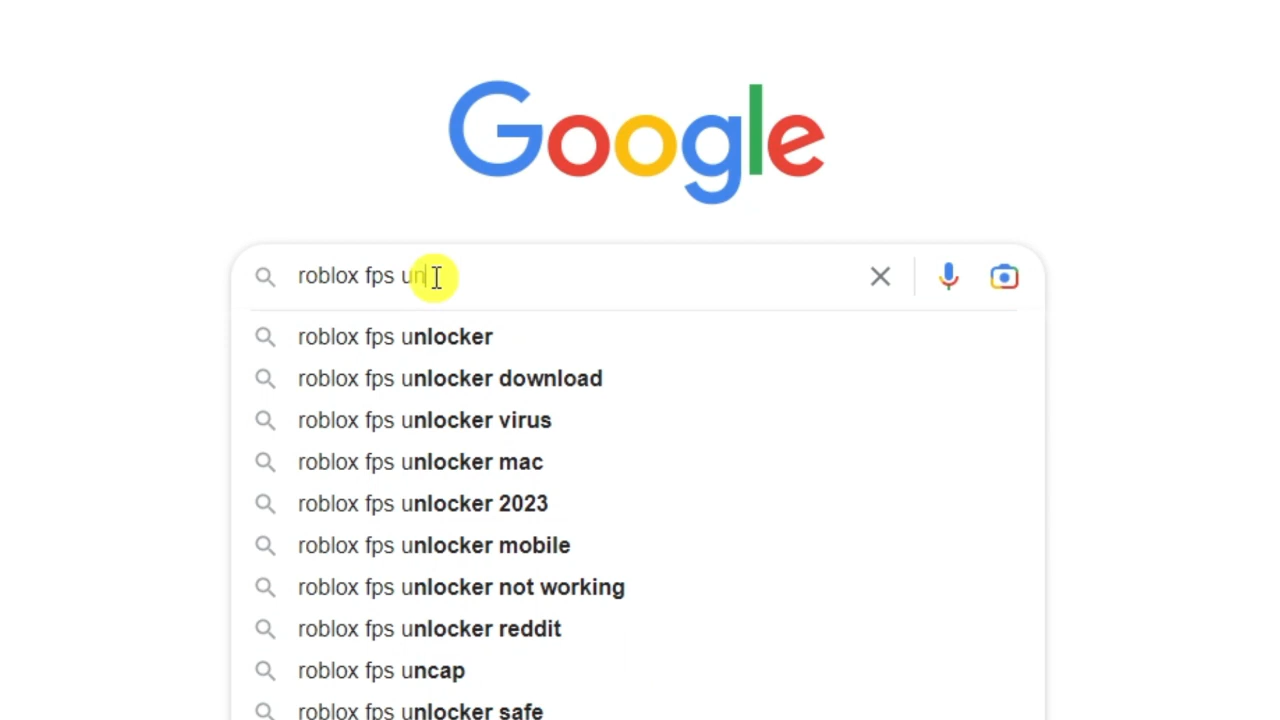 Google
roblox fps un
roblox fps unlocker
roblox fps unlocker download
roblox fps unlocker virus
roblox fps unlocker mac
roblox fps unlocker 2023
roblox fps unlocker mobile
roblox fps unlocker not working
roblox fps unlocker reddit
roblox fps uncap
roblox fps unlocker safe